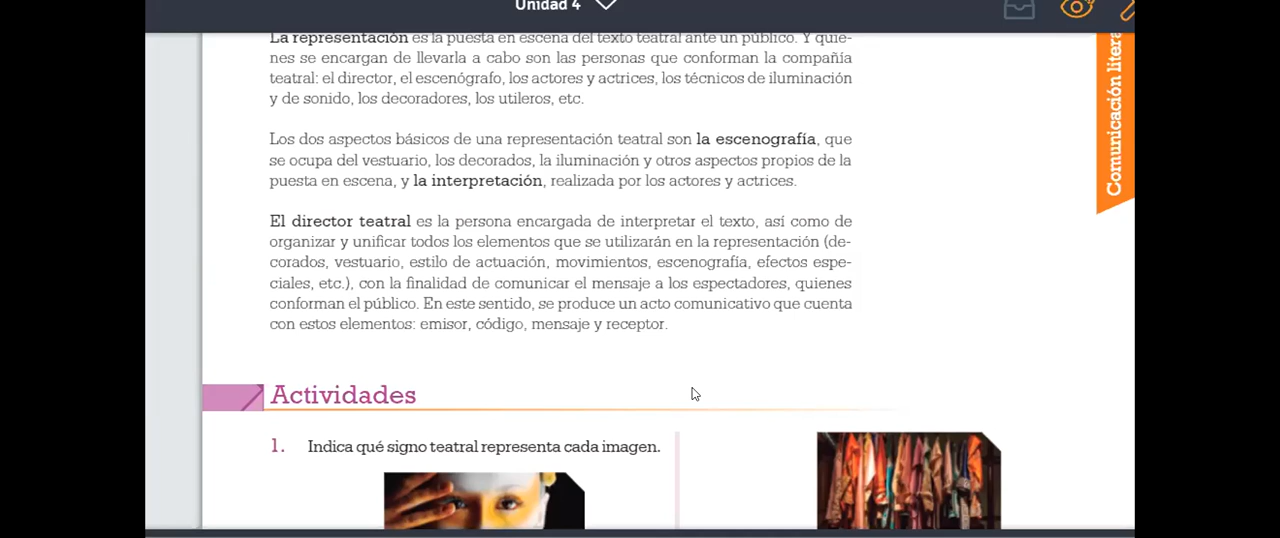 Unidad 4
La representación es la puesta en escena del texto teatral ante un público. Y quie-
nes se encargan de llevarla a cabo son las personas que conforman la compañía
teatral: el director, el escenógrafo, los actores y actrices, los técnicos de iluminación
y de sonido, los decoradores, los utileros, etc.
Los dos aspectos básicos de una representación teatral son la escenografía, que
se ocupa del vestuario, los decorados, la iluminación y otros aspectos propios de la
puesta en escena, y la interpretación, realizada por los actores y actrices.
El director teatral es la persona encargada de interpretar el texto, así como de
organizar y unificar todos los elementos que se utilizarán en la representación (de-
corados, vestuario, estilo de actuación, movimientos, escenografía, efectos espe-
ciales, etc.), con la finalidad de comunicar el mensaje a los espectadores, quienes
conforman el público. En este sentido, se produce un acto comunicativo que cuenta
con estos elementos: emisor, código, mensaje y receptor.
Actividades
1. Indica qué signo teatral representa cada imagen.
Comunicación